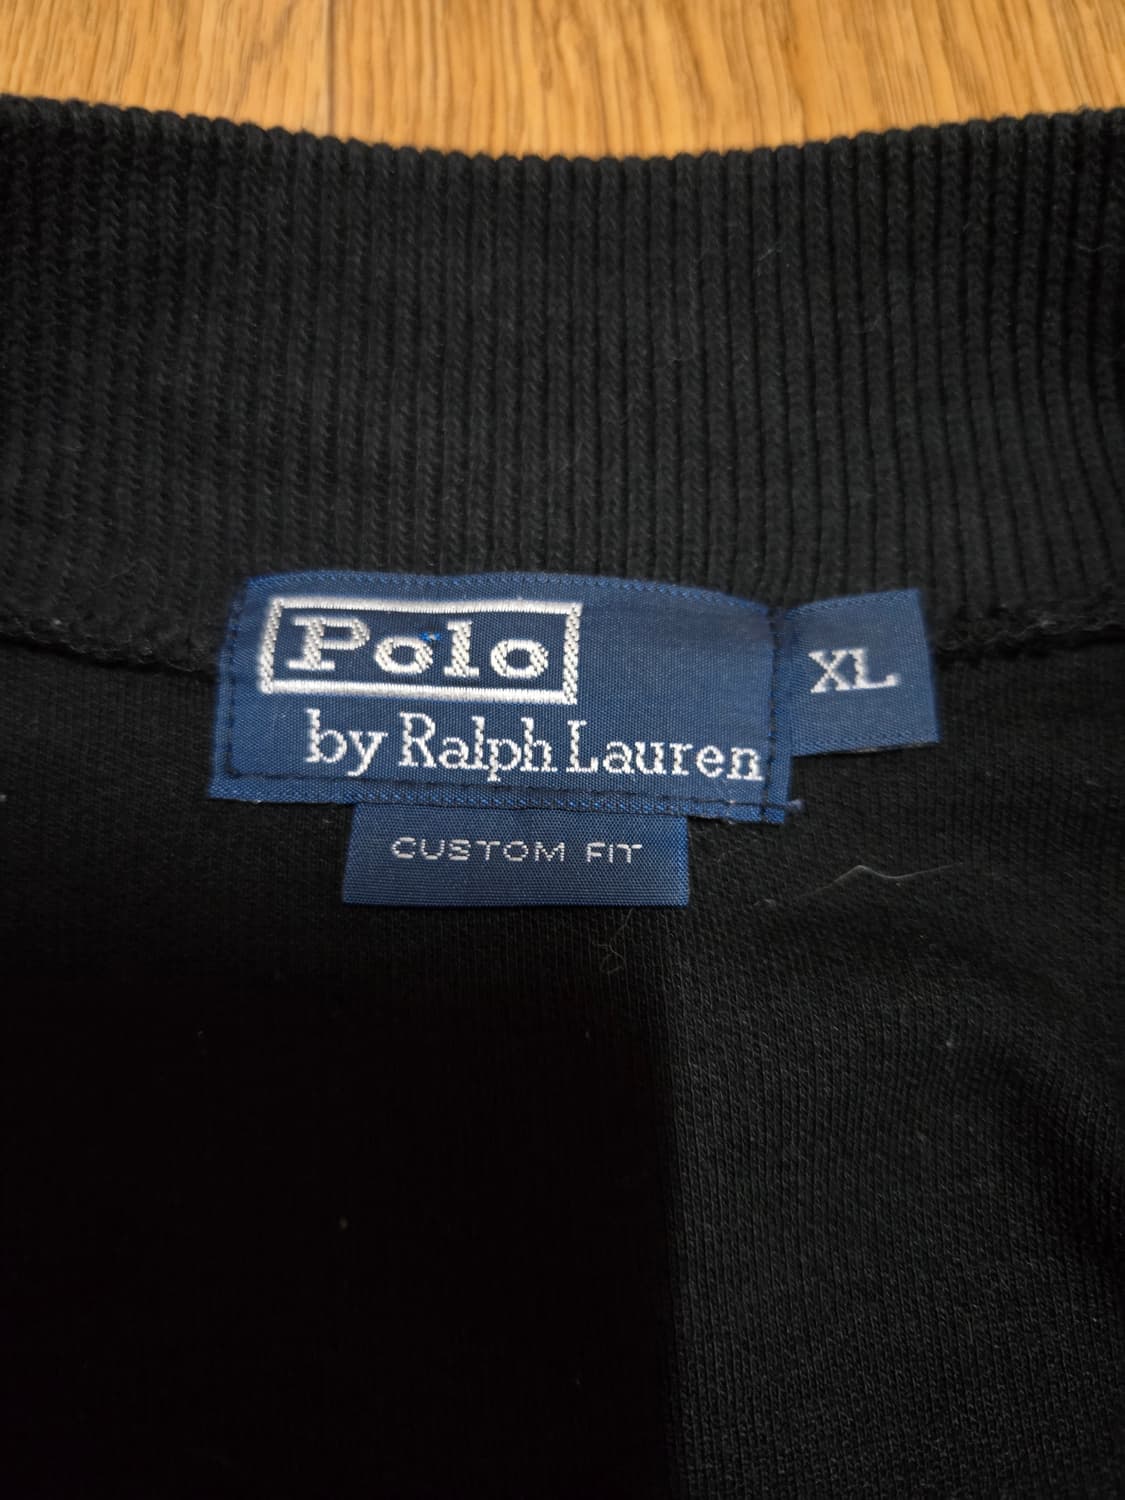 Polo
by Ralph Lauren
XL
CUSTOM FIT